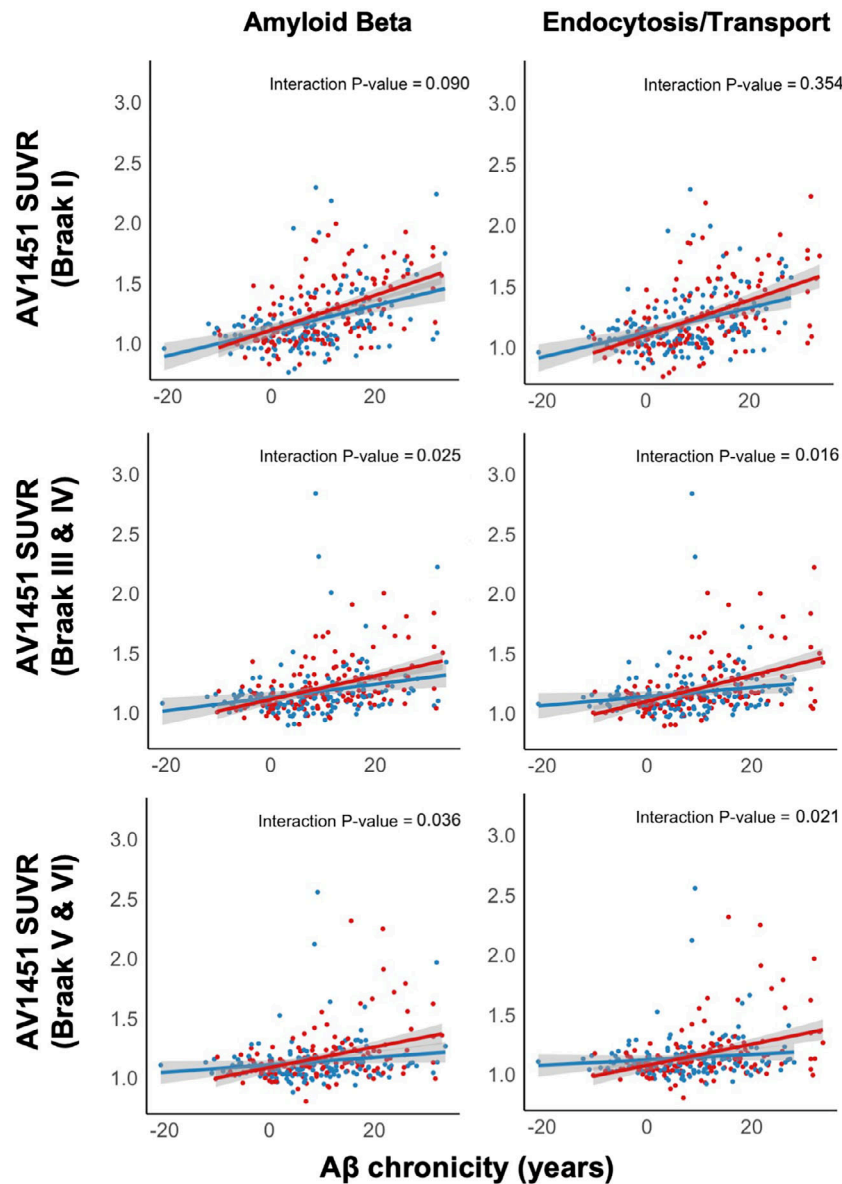 Amyloid Beta Endocytosis/Transport
AV1451 SUVR
(Braak I)
Interaction P-value = 0.090
3.0
2.5
2.0
1.5
1.0
-20 0 20
Interaction P-value = 0.354
3.0
2.5
2.0
1.5
1.0
-20 0 20
AV1451 SUVR
(Braak III & IV)
Interaction P-value = 0.025
3.0
2.5
2.0
1.5
1.0
-20 0 20
Interaction P-value = 0.016
3.0
2.5
2.0
1.5
1.0
-20 0 20
AV1451 SUVR
(Braak V & VI)
Interaction P-value = 0.036
3.0
2.5
2.0
1.5
1.0
-20 0 20
Interaction P-value = 0.021
3.0
2.5
2.0
1.5
1.0
-20 0 20
Aβ chronicity (years)